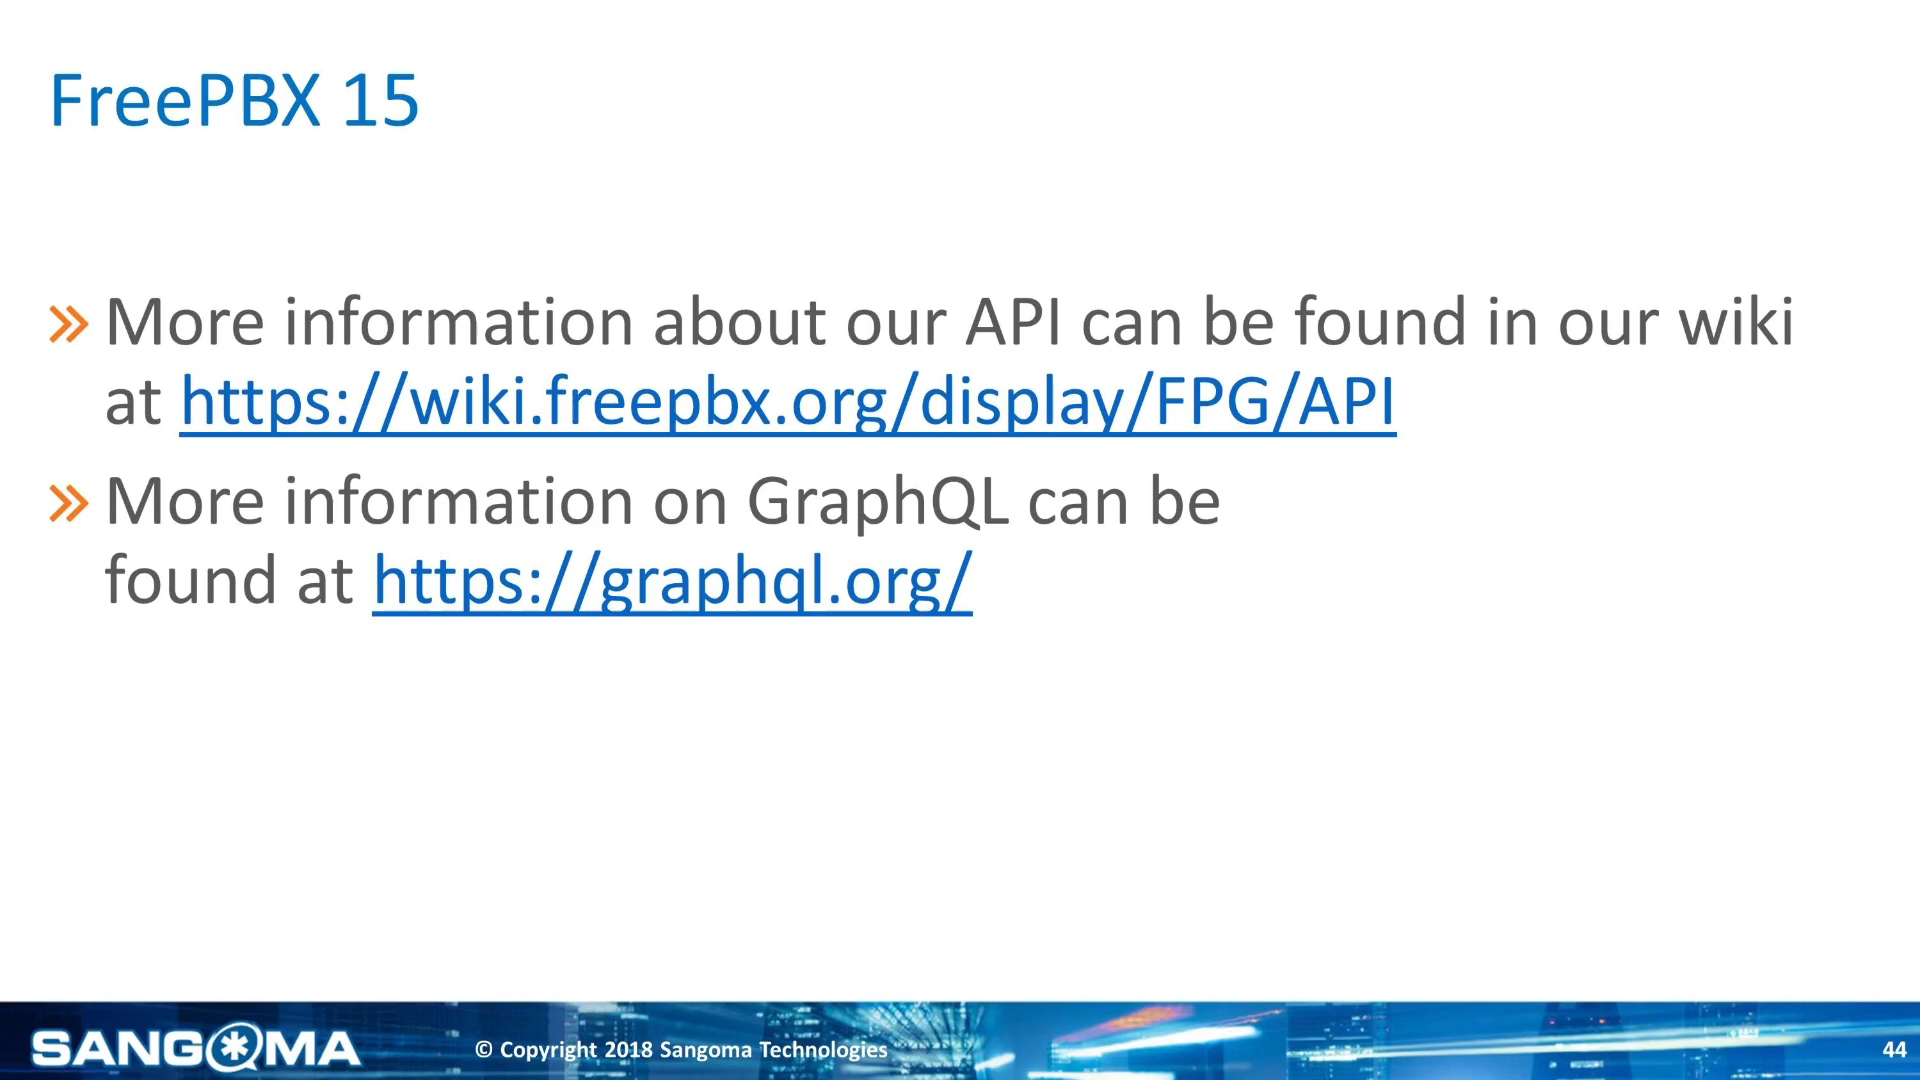 FreePBX 15
» More information about our API can be found in our wiki
at https://wiki.freepbx.org/display/FPG/API
» More information on GraphQL can be
found at https://graphql.org/
SANGOMA
© Copyright 2018 Sangoma Technologies
44